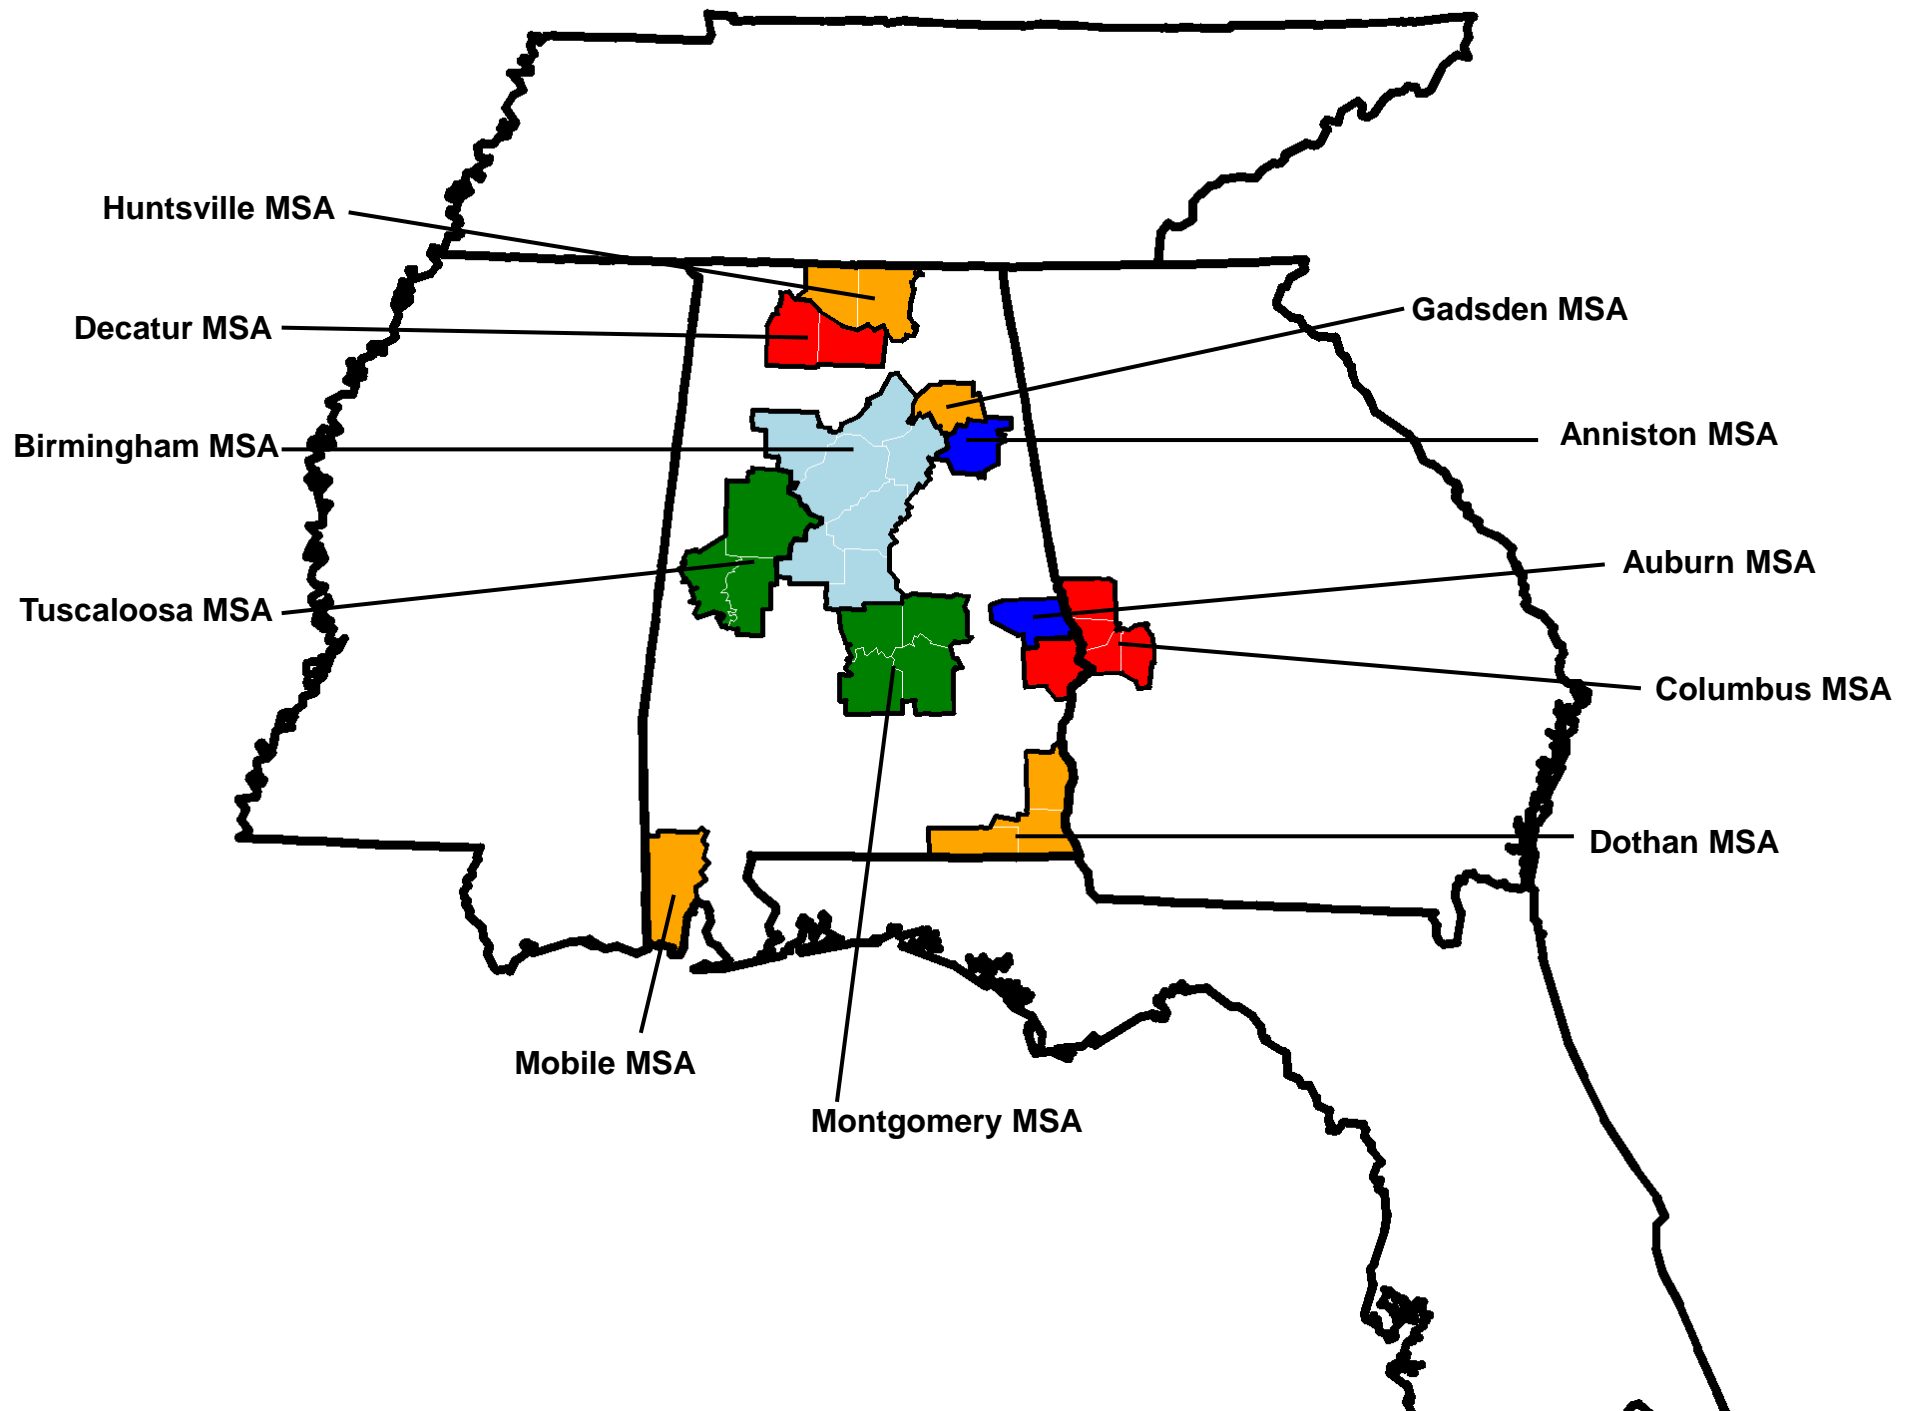 Huntsville MSA
Gadsden MSA
Decatur MSA
Birmingham MSA
Anniston MSA
Auburn MSA
Tuscaloosa MSA
Columbus MSA
Dothan MSA
Mobile MSA
Montgomery MSA